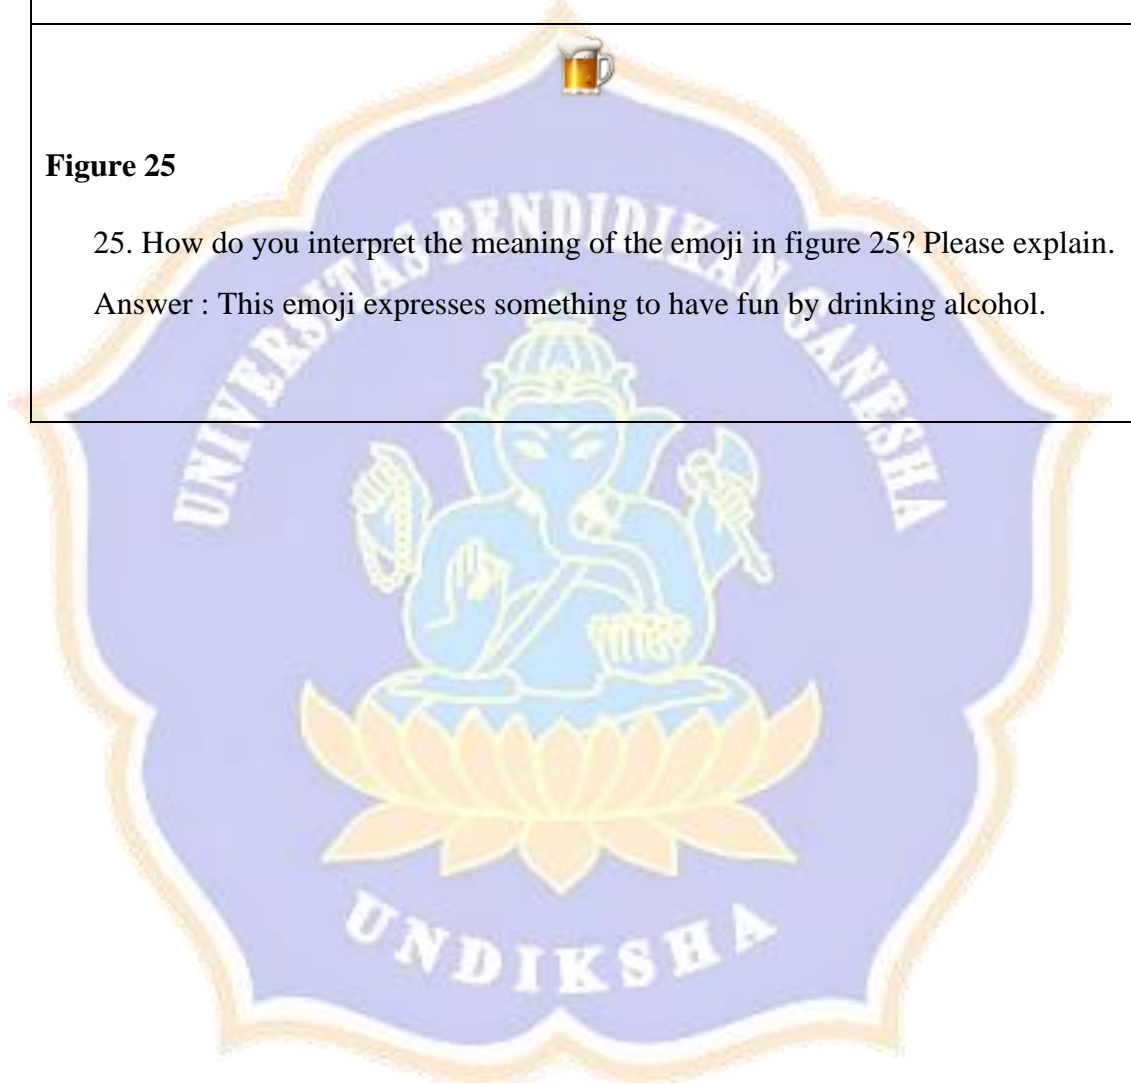 Figure 25
25. How do you interpret the meaning of the emoji in figure 25? Please explain.
Answer : This emoji expresses something to have fun by drinking alcohol.
UNIVERSITAS PENDIDIKAN GANESHA
UNDIKSHA